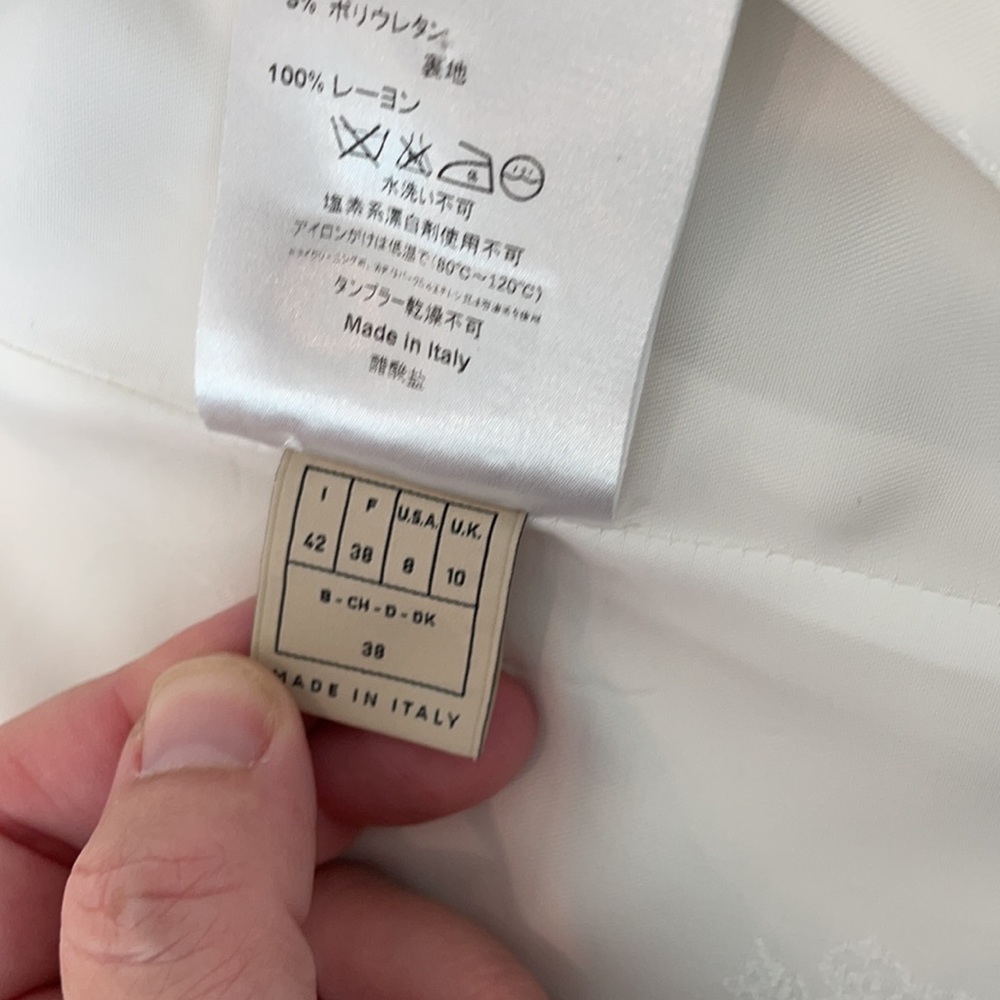 % ポリウレタン
裏地
100% レーヨン
水洗い不可
塩素系漂白剤使用不可
アイロンがけは低温で(80℃~120℃)
タンブラー乾燥不可
Made in Italy
醋酸盐
I F U.S.A. U.K.
42 38 8 10
B - CH - D - DK
38
MADE IN ITALY